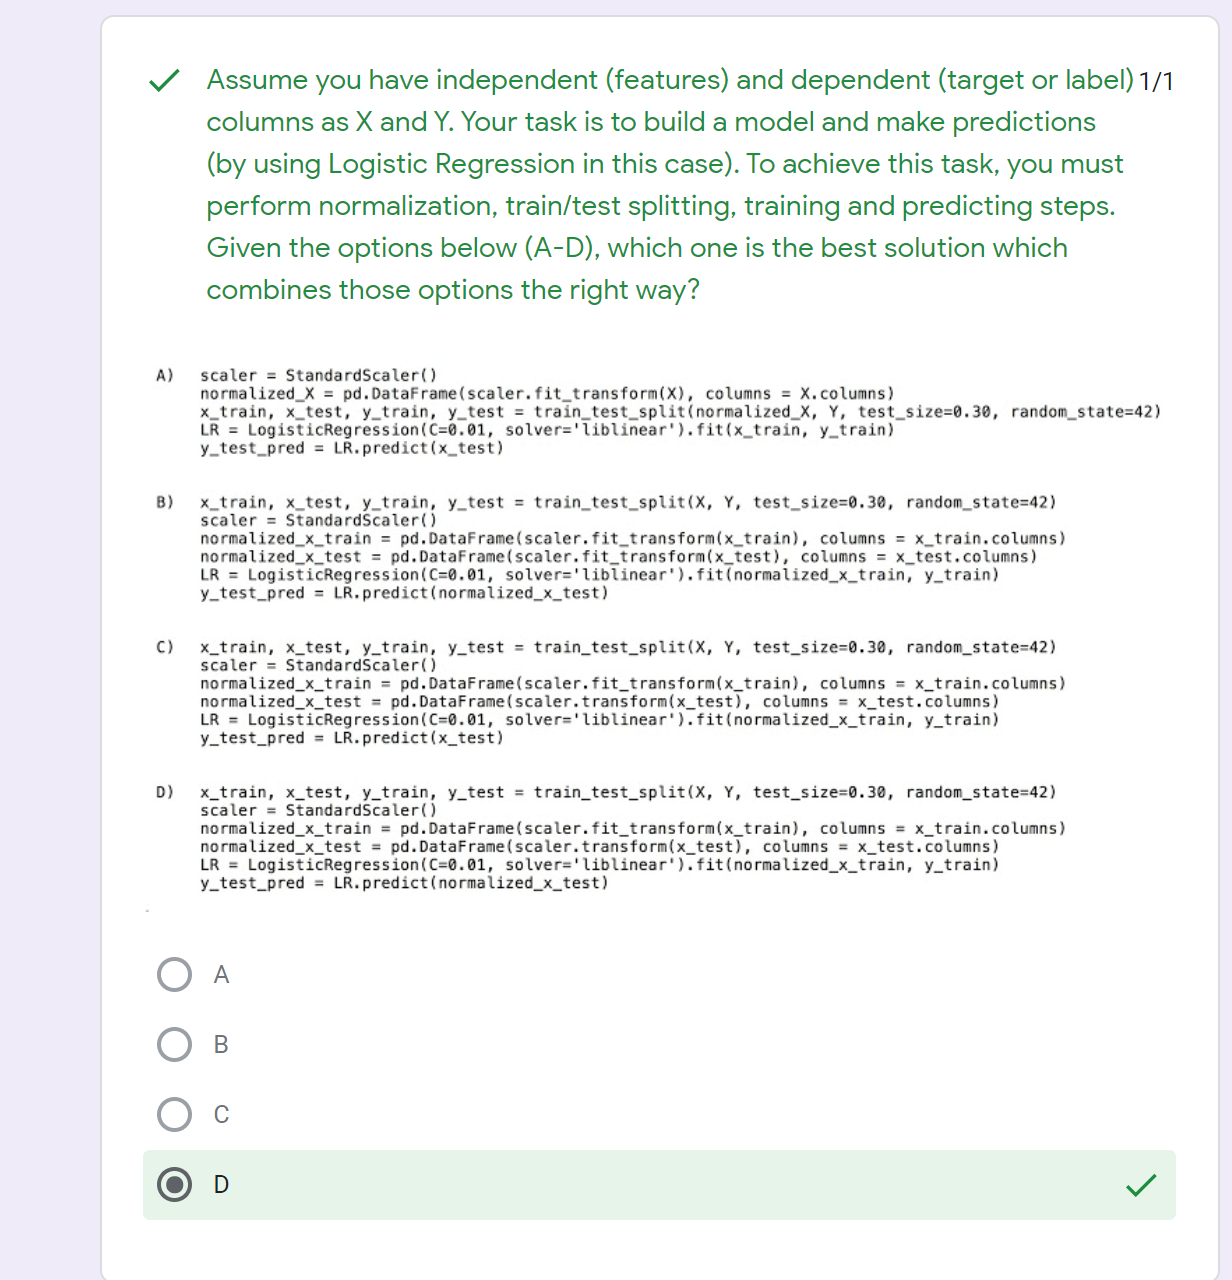 Assume you have independent (features) and dependent (target or label) 1/1
columns as X and Y. Your task is to build a model and make predictions
(by using Logistic Regression in this case). To achieve this task, you must
perform normalization, train/test splitting, training and predicting steps.
Given the options below (A-D), which one is the best solution which
combines those options the right way?
A) scaler = StandardScaler()
normalized_X = pd.DataFrame(scaler.fit_transform(X), columns = X.columns)
x_train, x_test, y_train, y_test = train_test_split(normalized_X, Y, test_size=0.30, random_state=42)
LR = LogisticRegression(C=0.01, solver='liblinear').fit(x_train, y_train)
y_test_pred = LR.predict(x_test)
B) x_train, x_test, y_train, y_test = train_test_split(X, Y, test_size=0.30, random_state=42)
scaler = StandardScaler()
normalized_x_train = pd.DataFrame(scaler.fit_transform(x_train), columns = x_train.columns)
normalized_x_test = pd.DataFrame(scaler.fit_transform(x_test), columns = x_test.columns)
LR = LogisticRegression(C=0.01, solver='liblinear').fit(normalized_x_train, y_train)
y_test_pred = LR.predict(normalized_x_test)
C) x_train, x_test, y_train, y_test = train_test_split(X, Y, test_size=0.30, random_state=42)
scaler = StandardScaler()
normalized_x_train = pd.DataFrame(scaler.fit_transform(x_train), columns = x_train.columns)
normalized_x_test = pd.DataFrame(scaler.transform(x_test), columns = x_test.columns)
LR = LogisticRegression(C=0.01, solver='liblinear').fit(normalized_x_train, y_train)
y_test_pred = LR.predict(x_test)
D) x_train, x_test, y_train, y_test = train_test_split(X, Y, test_size=0.30, random_state=42)
scaler = StandardScaler()
normalized_x_train = pd.DataFrame(scaler.fit_transform(x_train), columns = x_train.columns)
normalized_x_test = pd.DataFrame(scaler.transform(x_test), columns = x_test.columns)
LR = LogisticRegression(C=0.01, solver='liblinear').fit(normalized_x_train, y_train)
y_test_pred = LR.predict(normalized_x_test)
A
B
C
D